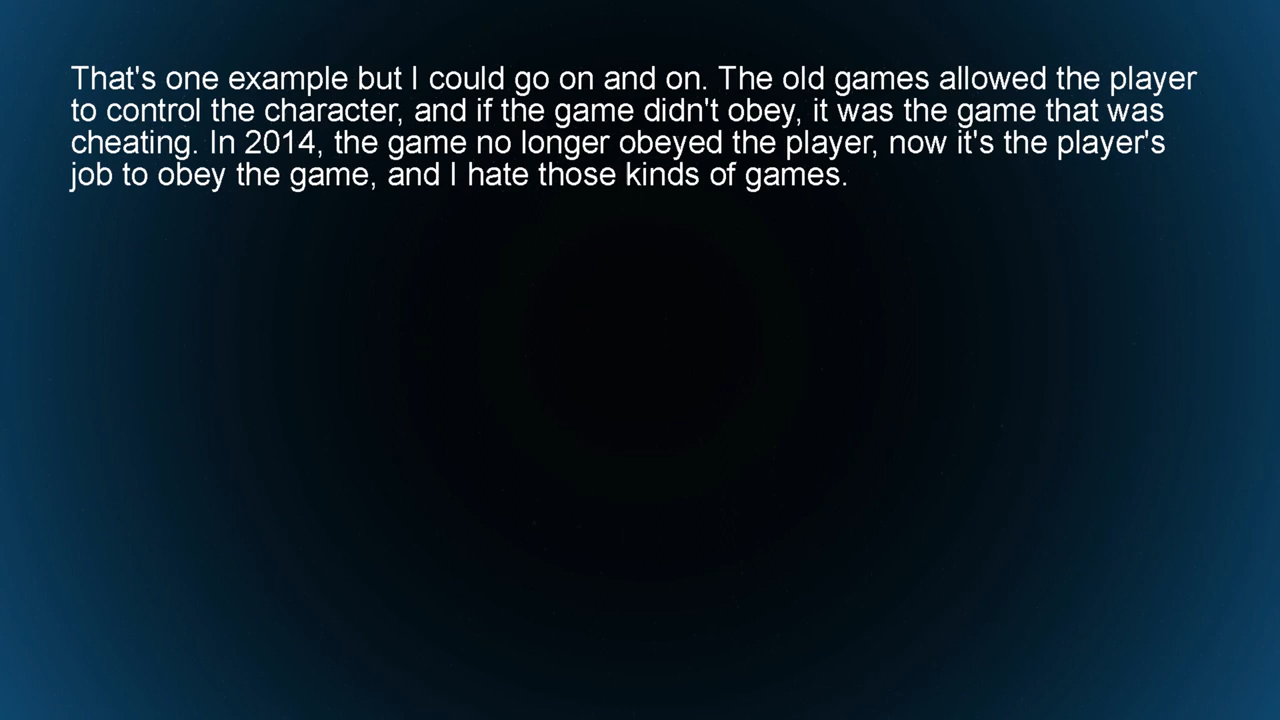 That's one example but I could go on and on. The old games allowed the player
to control the character, and if the game didn't obey, it was the game that was
cheating. In 2014, the game no longer obeyed the player, now it's the player's
job to obey the game, and I hate those kinds of games.